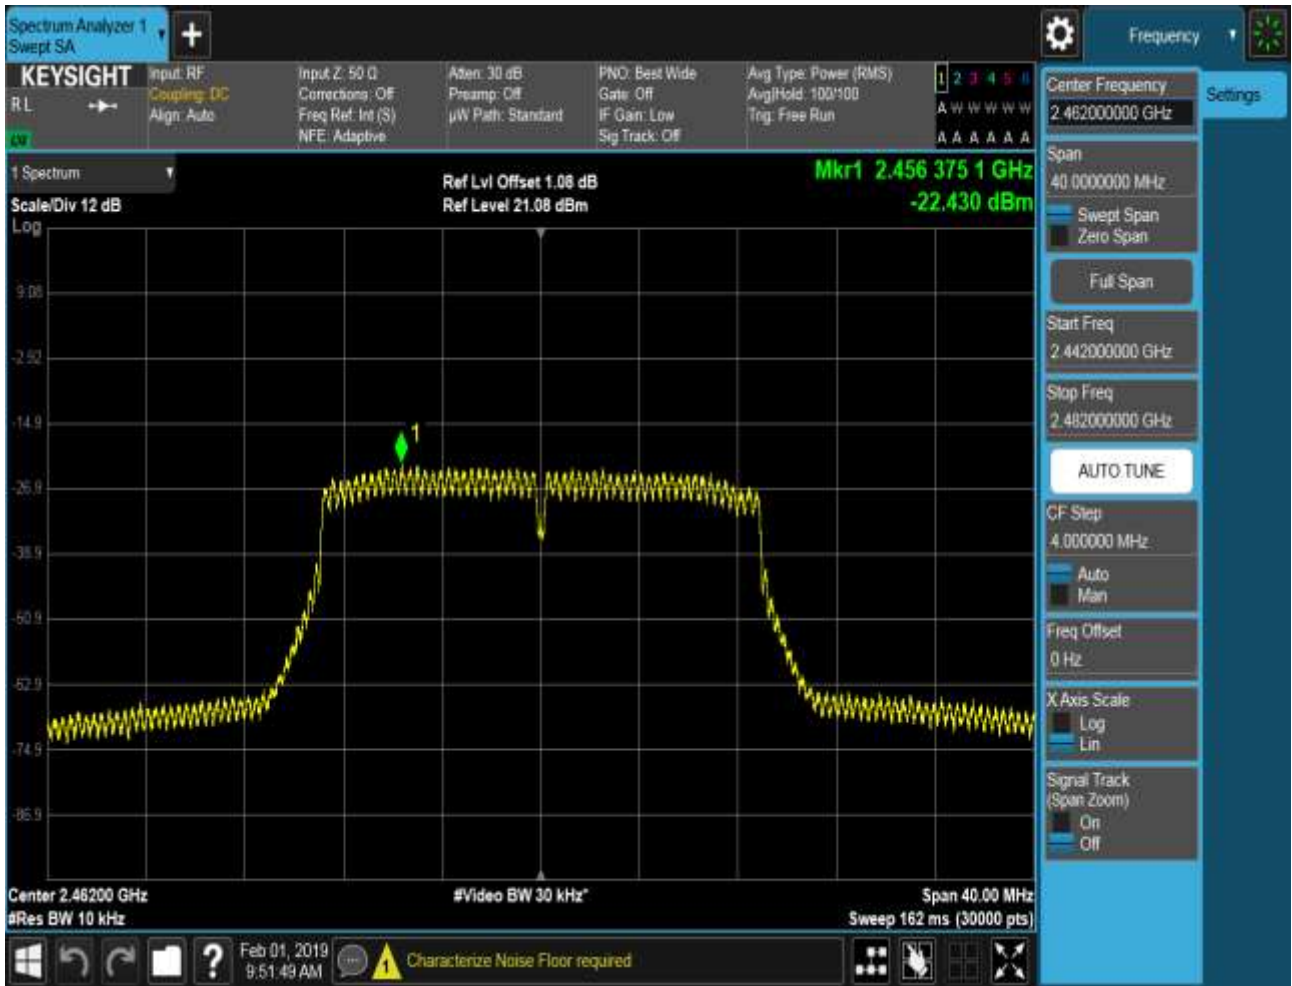 Spectrum Analyzer 1
Swept SA
+
Frequency
KEYSIGHT
RL
LXI
Input: RF
Coupling: DC
Align: Auto
Input Z: 50 Ω
Corrections: Off
Freq Ref: Int (S)
NFE: Adaptive
Atten: 30 dB
Preamp: Off
µW Path: Standard
PNO: Best Wide
Gate: Off
IF Gain: Low
Sig Track: Off
Avg Type: Power (RMS)
Avg|Hold: 100/100
Trig: Free Run
1 2 3 4 5 6
A W W W W W
A A A A A A
1 Spectrum
Scale/Div 12 dB
Log
Ref Lvl Offset 1.08 dB
Ref Level 21.08 dBm
Mkr1 2.456 375 1 GHz
-22.430 dBm
9.08
-2.92
-14.9
-26.9
-38.9
-50.9
-62.9
-74.9
-86.9
1
Center 2.46200 GHz
#Res BW 10 kHz
#Video BW 30 kHz*
Span 40.00 MHz
Sweep 162 ms (30000 pts)
Center Frequency
2.462000000 GHz
Settings
Span
40.0000000 MHz
Swept Span
Zero Span
Full Span
Start Freq
2.442000000 GHz
Stop Freq
2.482000000 GHz
AUTO TUNE
CF Step
4.000000 MHz
Auto
Man
Freq Offset
0 Hz
X Axis Scale
Log
Lin
Signal Track
(Span Zoom)
On
Off
?
Feb 01, 2019
9:51:49 AM
1
Characterize Noise Floor required